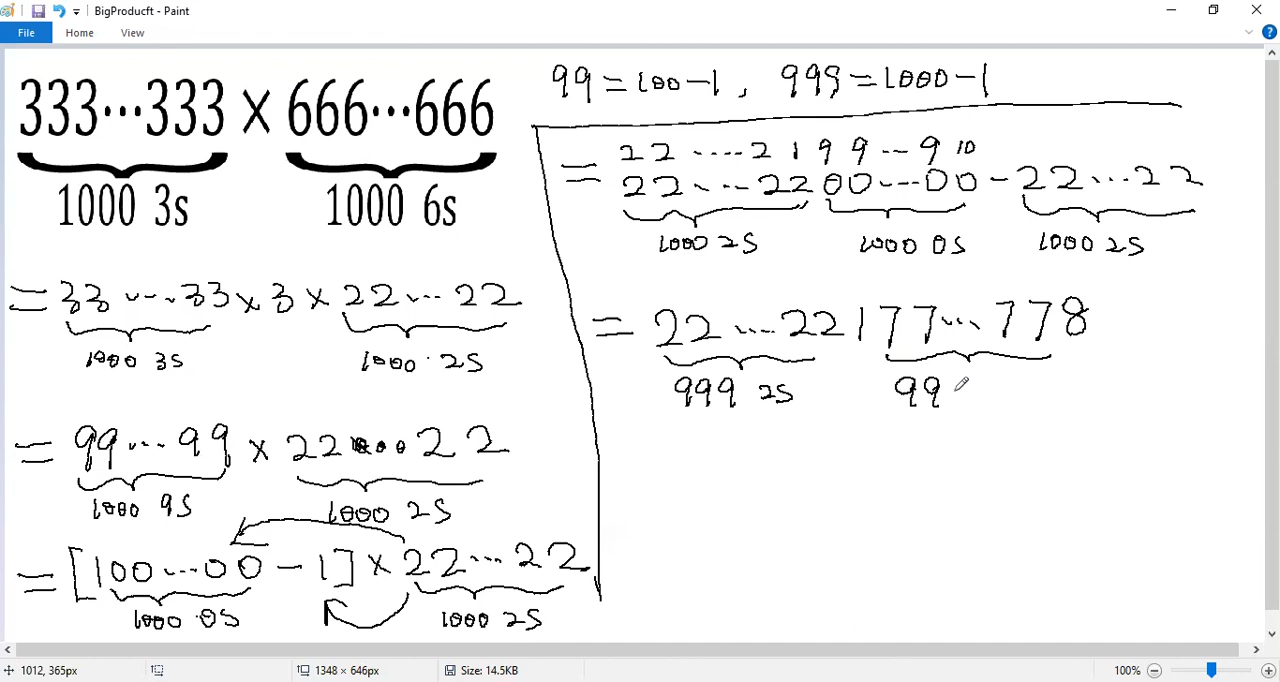 BigProducft - Paint
File Home View
333...333 × 666...666
1000 3s 1000 6s
= 33...33 × 3 × 22...22
1000 3s 1000 2s
= 99...99 × 22...22
1000 9s 1000 2s
= [100...00 - 1] × 22...22
1000 0s 1000 2s
99 = 100 - 1, 999 = 1000 - 1
22....2 1 9 9...9 10
= 22...22 00...00 - 22...22
1000 2s 1000 0s 1000 2s
= 22...22177...778
999 2s 99
1012, 365px 1348 × 646px Size: 14.5KB 100%